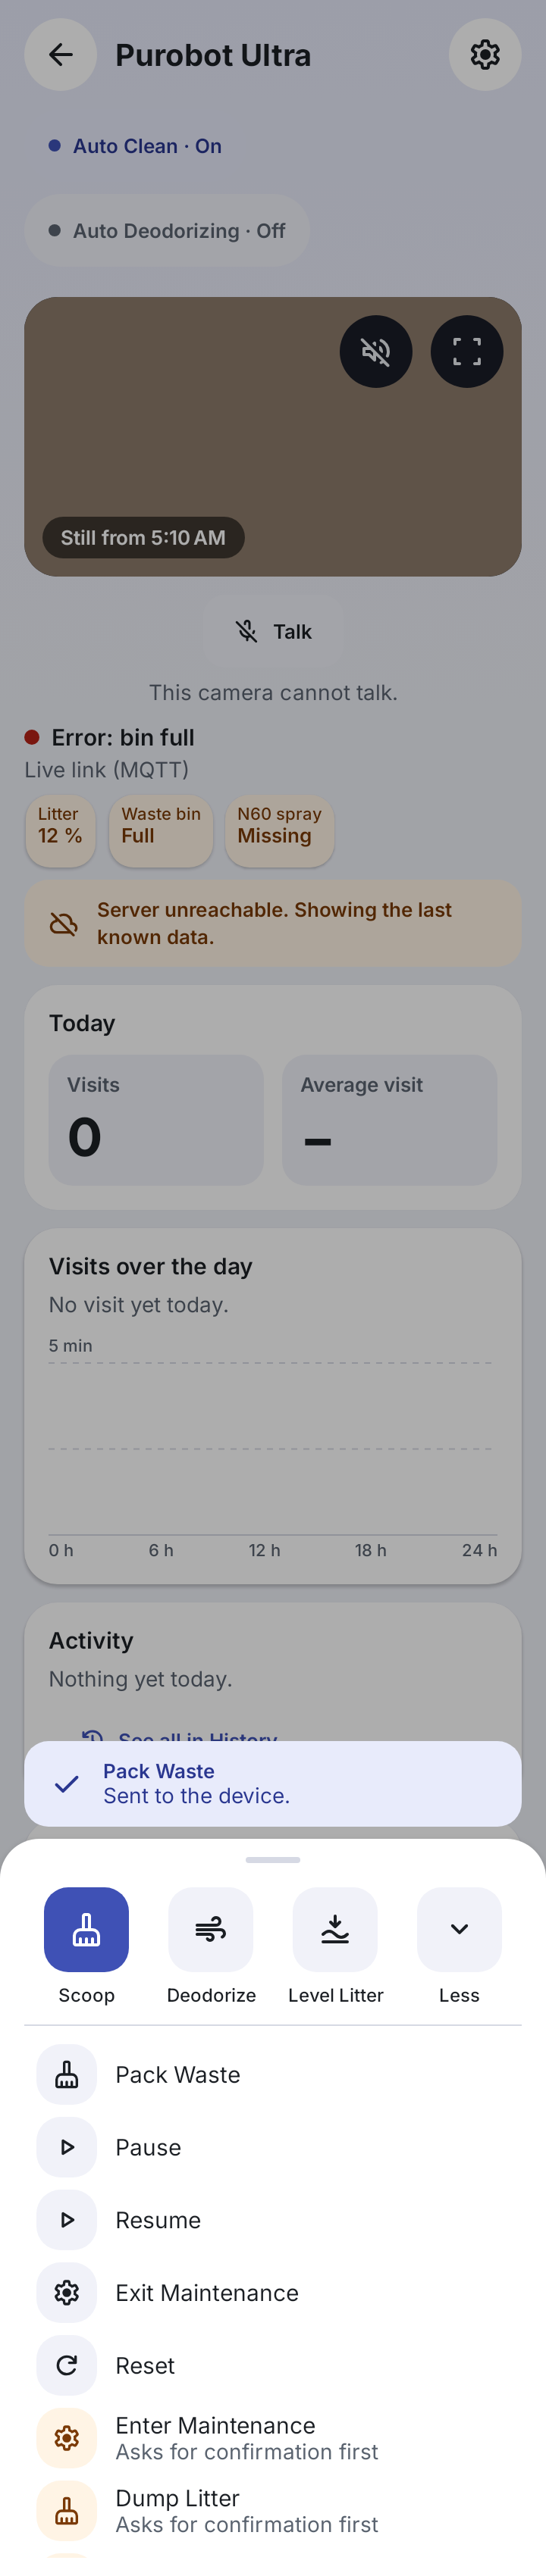 Purobot Ultra
Auto Clean · On
Auto Deodorizing · Off
Still from 5:10 AM
Talk
This camera cannot talk.
Error: bin full
Live link (MQTT)
Litter
12 %
Waste bin
Full
N60 spray
Missing
Server unreachable. Showing the last
known data.
Today
Visits
0
Average visit
–
Visits over the day
No visit yet today.
5 min
0 h
6 h
12 h
18 h
24 h
Activity
Nothing yet today.
See all in History
Pack Waste
Sent to the device.
Scoop
Deodorize
Level Litter
Less
Pack Waste
Pause
Resume
Exit Maintenance
Reset
Enter Maintenance
Asks for confirmation first
Dump Litter
Asks for confirmation first